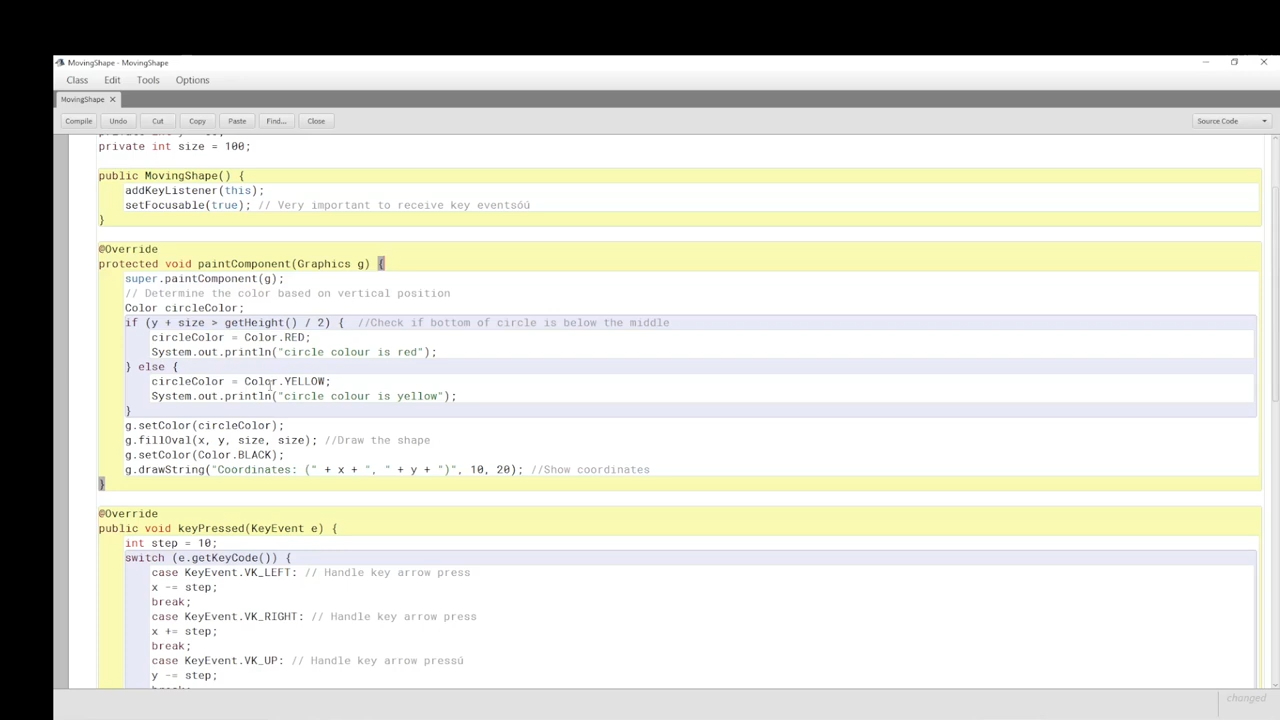 MovingShape - MovingShape
Class Edit Tools Options
MovingShape
Compile Undo Cut Copy Paste Find... Close Source Code
private int size = 100;
public MovingShape() {
addKeyListener(this);
setFocusable(true); // Very important to receive key eventsóú
}
@Override
protected void paintComponent(Graphics g) {
super.paintComponent(g);
// Determine the color based on vertical position
Color circleColor;
if (y + size > getHeight() / 2) { //Check if bottom of circle is below the middle
circleColor = Color.RED;
System.out.println("circle colour is red");
} else {
circleColor = Color.YELLOW;
System.out.println("circle colour is yellow");
}
g.setColor(circleColor);
g.fillOval(x, y, size, size); //Draw the shape
g.setColor(Color.BLACK);
g.drawString("Coordinates: (" + x + ", " + y + ")", 10, 20); //Show coordinates
}
@Override
public void keyPressed(KeyEvent e) {
int step = 10;
switch (e.getKeyCode()) {
case KeyEvent.VK_LEFT: // Handle key arrow press
x -= step;
break;
case KeyEvent.VK_RIGHT: // Handle key arrow press
x += step;
break;
case KeyEvent.VK_UP: // Handle key arrow pressú
y -= step;
changed